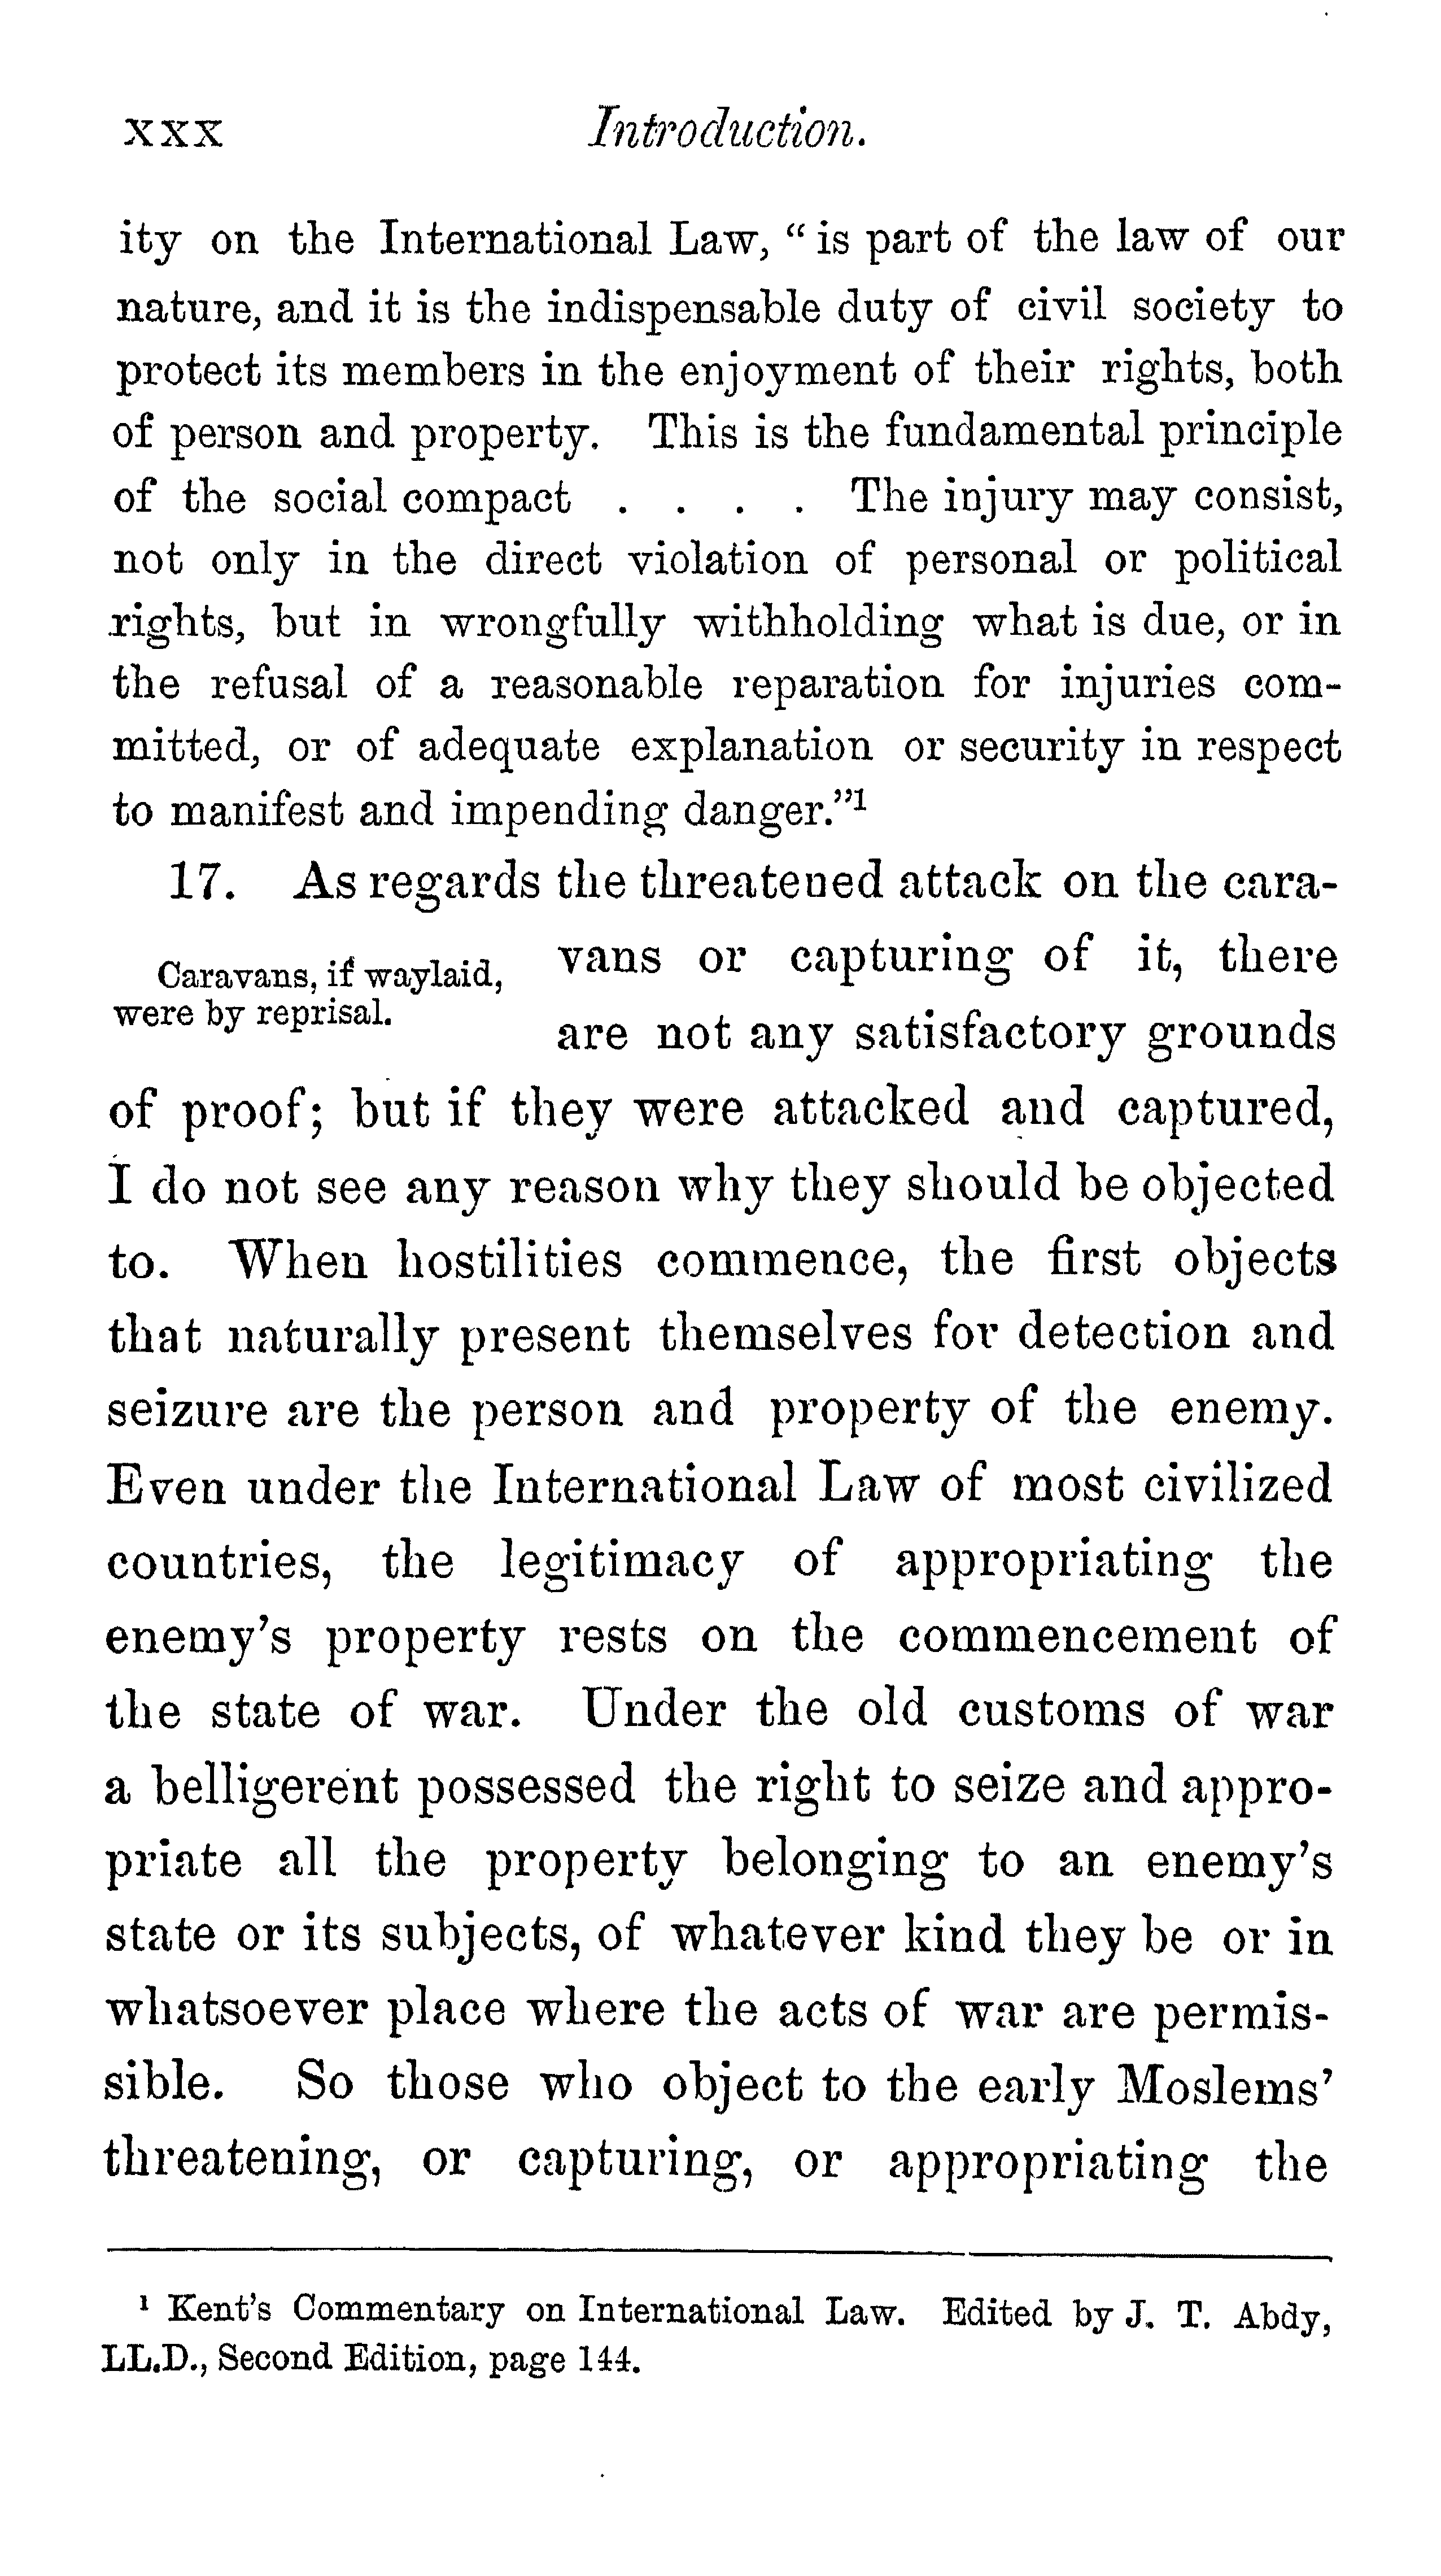 xxx Introduction.
ity on the International Law, “is part of the law of our
nature, and it is the indispensable duty of civil society to
protect its members in the enjoyment of their rights, both
of person and property. This is the fundamental principle
of the social compact . . . . The injury may consist,
not only in the direct violation of personal or political
rights, but in wrongfully withholding what is due, or in
the refusal of a reasonable reparation for injuries com-
mitted, or of adequate explanation or security in respect
to manifest and impending danger.”¹
17. As regards the threatened attack on the cara-
Caravans, if waylaid,
were by reprisal.
vans or capturing of it, there
are not any satisfactory grounds
of proof; but if they were attacked and captured,
I do not see any reason why they should be objected
to. When hostilities commence, the first objects
that naturally present themselves for detection and
seizure are the person and property of the enemy.
Even under the International Law of most civilized
countries, the legitimacy of appropriating the
enemy’s property rests on the commencement of
the state of war. Under the old customs of war
a belligerent possessed the right to seize and appro-
priate all the property belonging to an enemy’s
state or its subjects, of whatever kind they be or in
whatsoever place where the acts of war are permis-
sible. So those who object to the early Moslems’
threatening, or capturing, or appropriating the
¹ Kent’s Commentary on International Law. Edited by J. T. Abdy,
LL.D., Second Edition, page 144.